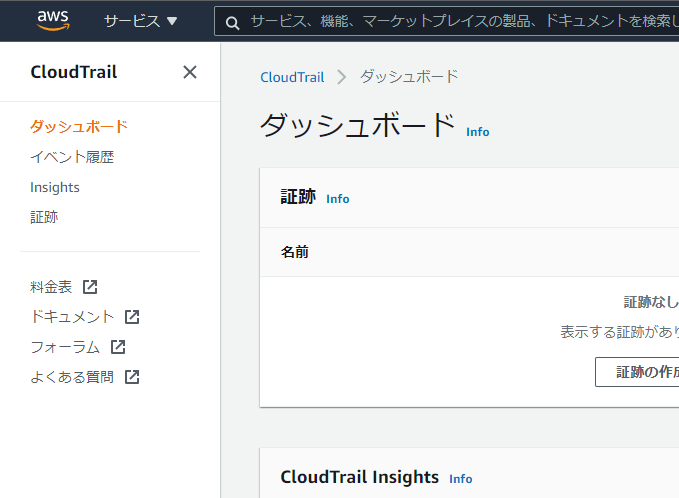 aws サービス ▼ サービス、機能、マーケットプレイスの製品、ドキュメントを検索し
CloudTrail
ダッシュボード
イベント履歴
Insights
証跡
料金表
ドキュメント
フォーラム
よくある質問
CloudTrail > ダッシュボード
ダッシュボード Info
証跡 Info
名前
証跡なし
表示する証跡があり
証跡の作成
CloudTrail Insights Info